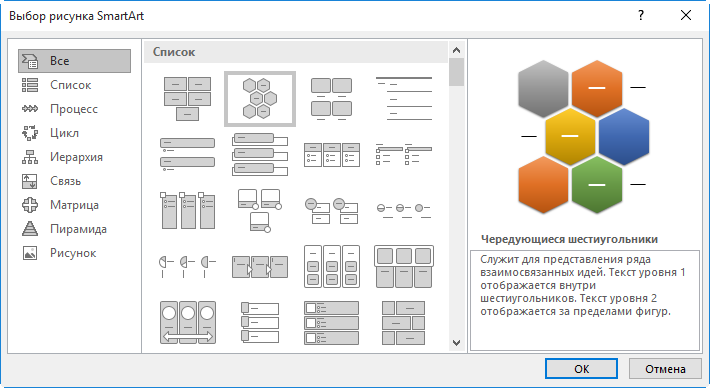 Выбор рисунка SmartArt
?
Все
Список
Процесс
Цикл
Иерархия
Связь
Матрица
Пирамида
Рисунок
Список
Чередующиеся шестиугольники
Служит для представления ряда
взаимосвязанных идей. Текст уровня 1
отображается внутри
шестиугольников. Текст уровня 2
отображается за пределами фигур.
ОК
Отмена